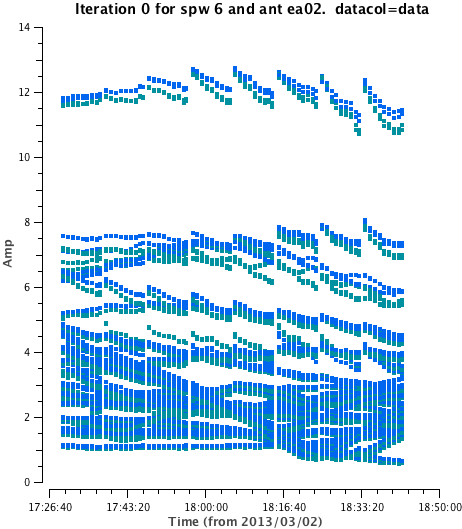 Iteration 0 for spw 6 and ant ea02.  datacol=data
14
12
10
8
6
4
2
0
Amp
17:26:40 17:43:20 18:00:00 18:16:40 18:33:20 18:50:00
Time (from 2013/03/02)